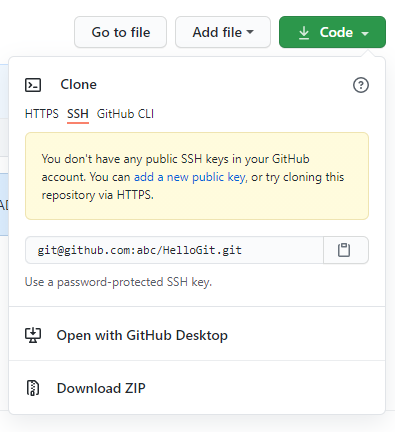 Go to file Add file Code
Clone
HTTPS SSH GitHub CLI
You don't have any public SSH keys in your GitHub
account. You can add a new public key, or try cloning this
repository via HTTPS.
git@github.com:abc/HelloGit.git
Use a password-protected SSH key.
Open with GitHub Desktop
Download ZIP